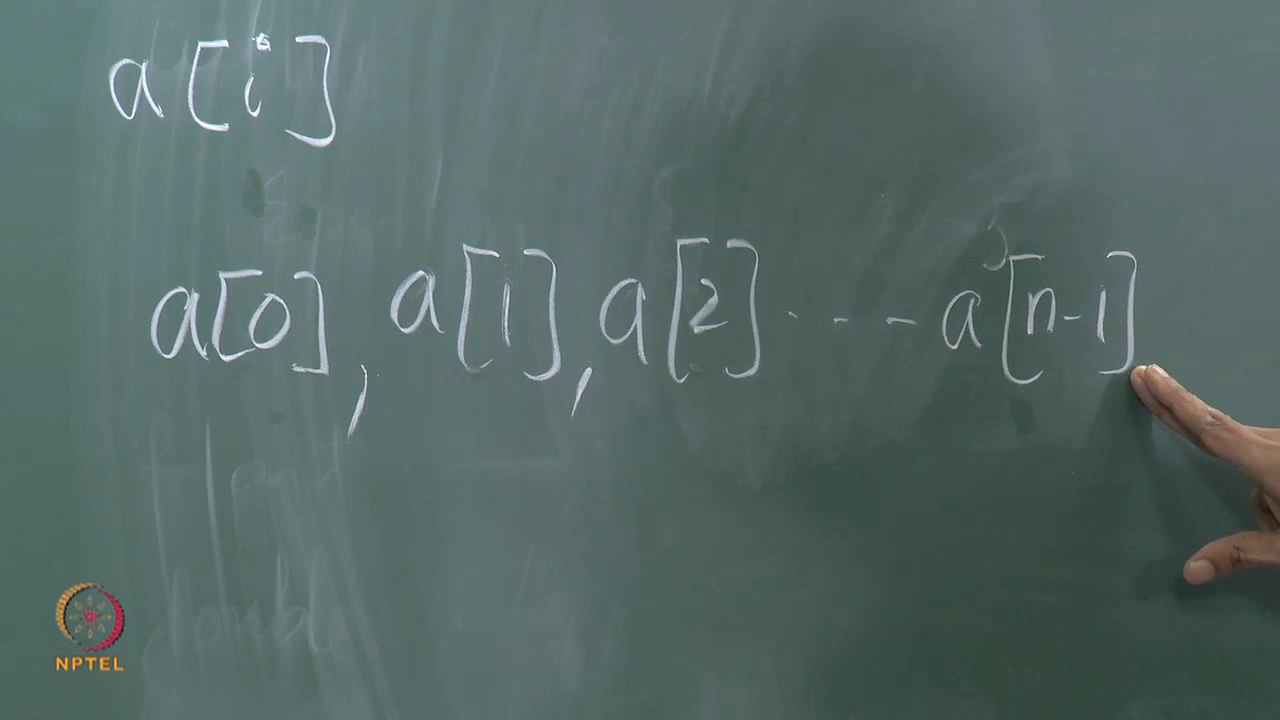 a[i]
a[0], a[1], a[2] . - - - a[n-1]
NPTEL